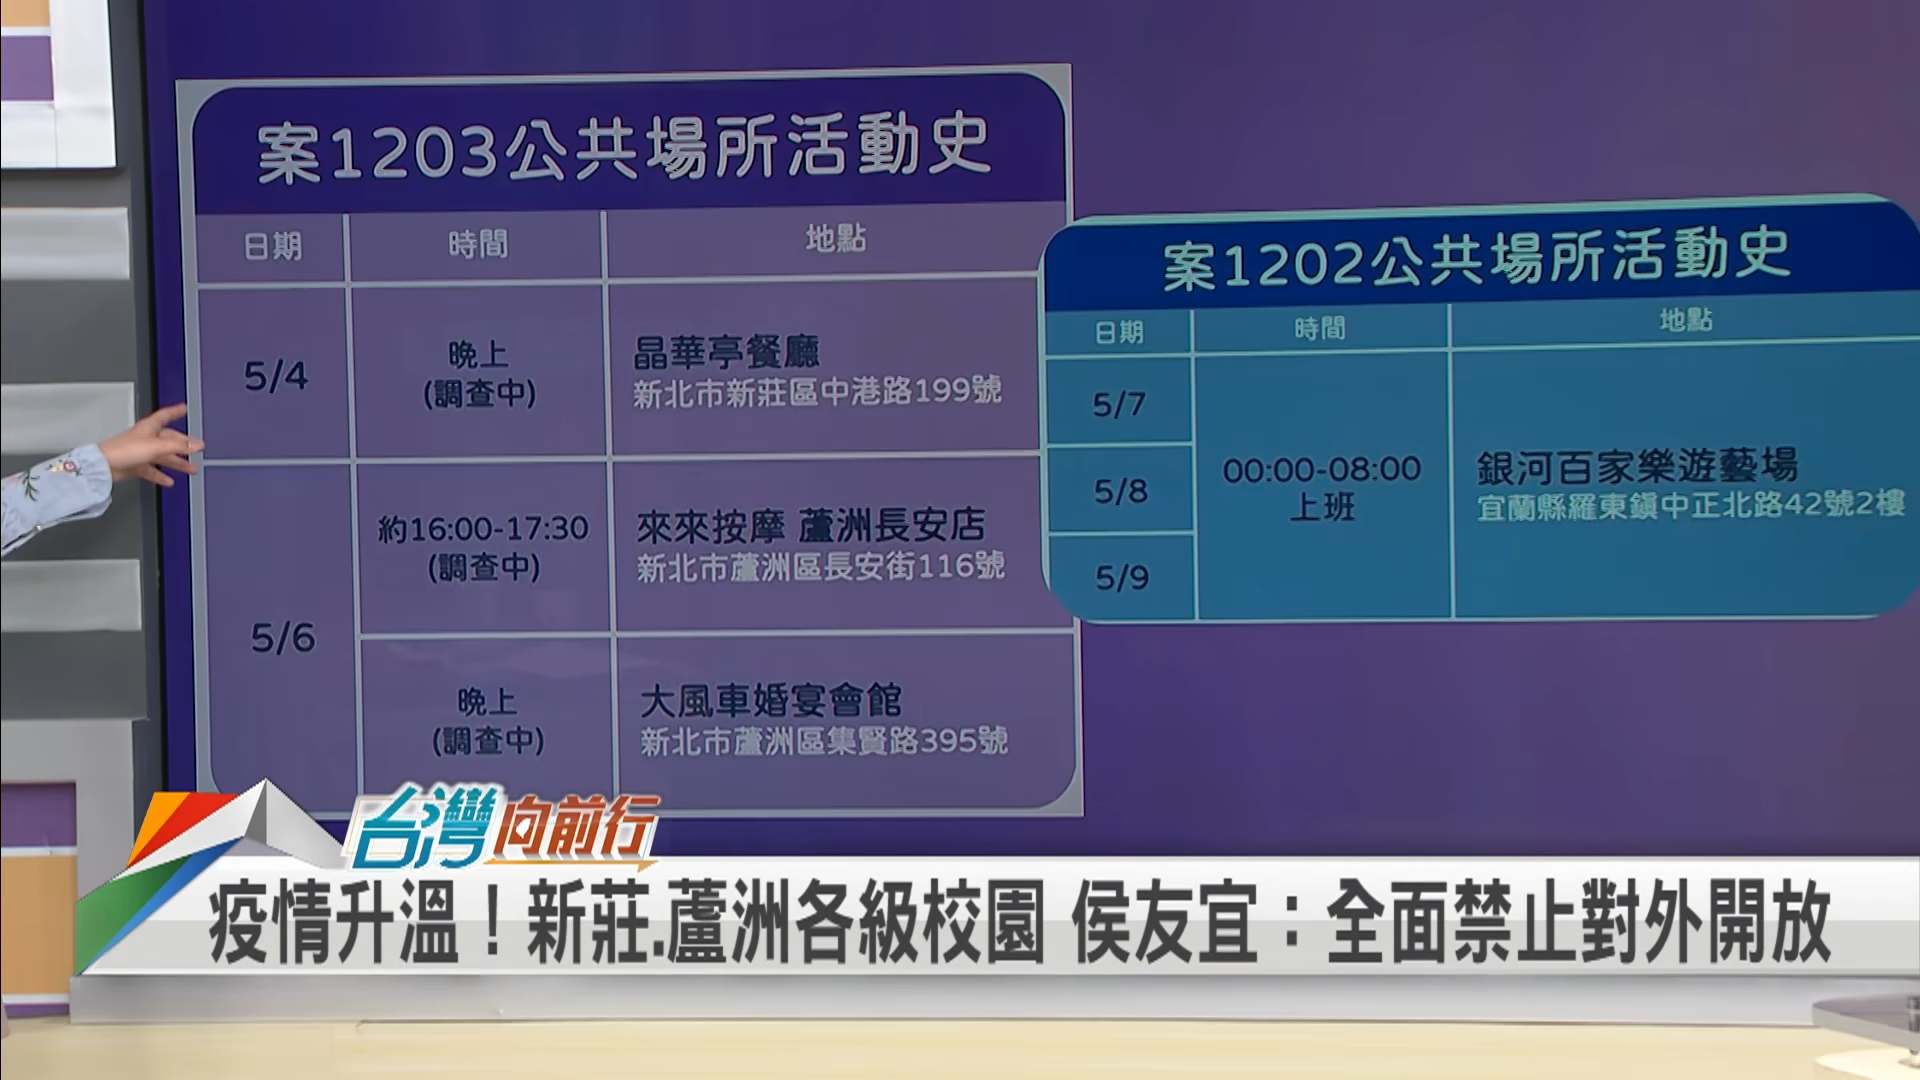 案1203公共場所活動史
日期 時間 地點
5/4
晚上
(調查中)
晶華亭餐廳
新北市新莊區中港路199號
5/6
約16:00-17:30
(調查中)
來來按摩 蘆洲長安店
新北市蘆洲區長安街116號
晚上
(調查中)
大風車婚宴會館
新北市蘆洲區集賢路395號
案1202公共場所活動史
日期 時間 地點
5/7
5/8
5/9
00:00-08:00
上班
銀河百家樂遊藝場
宜蘭縣羅東鎮中正北路42號2樓
台灣向前行
疫情升溫！新莊.蘆洲各級校園 侯友宜：全面禁止對外開放